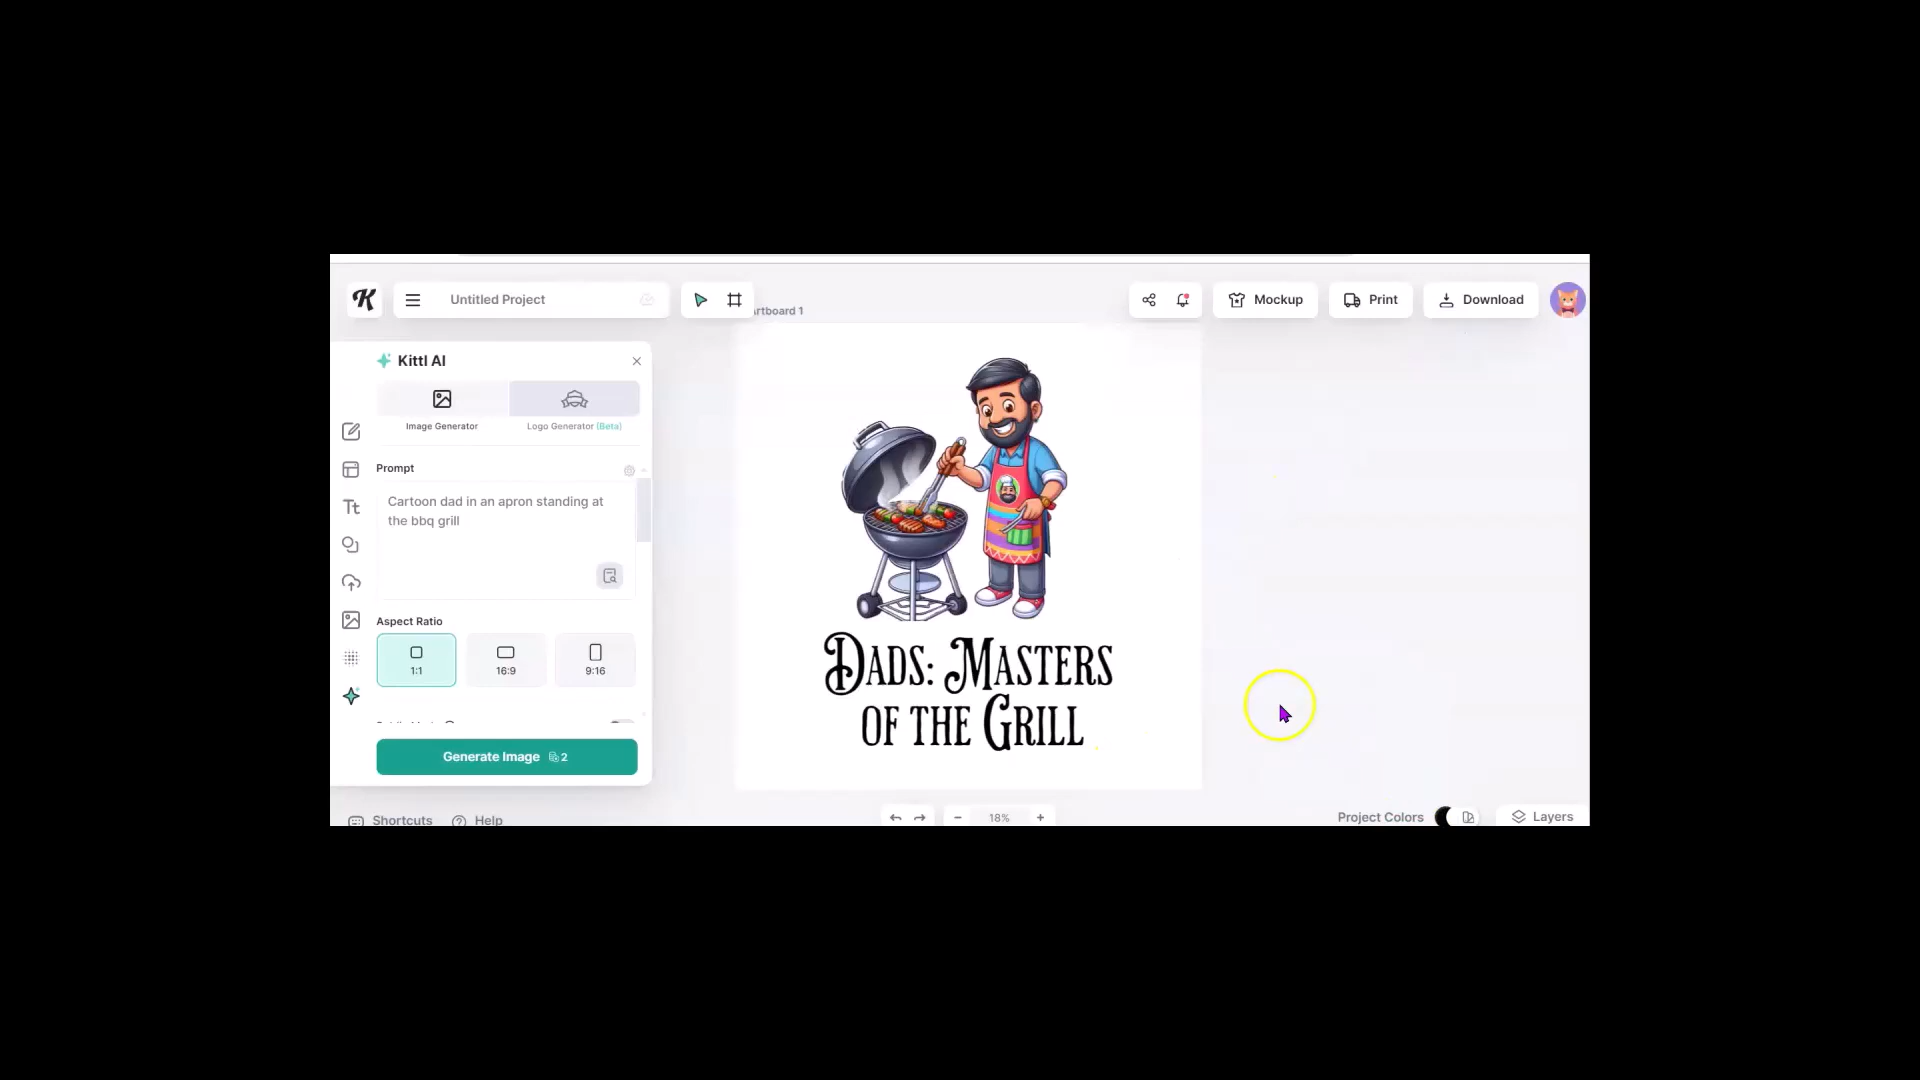 K
Untitled Project
rtboard 1
Mockup
Print
Download
Kittl AI
Image Generator
Logo Generator (Beta)
Prompt
Cartoon dad in an apron standing at
the bbq grill
Aspect Ratio
1:1
16:9
9:16
Generate Image 2
Tt
DADS: MASTERS
OF THE GRILL
Shortcuts
Help
18%
Project Colors
Layers